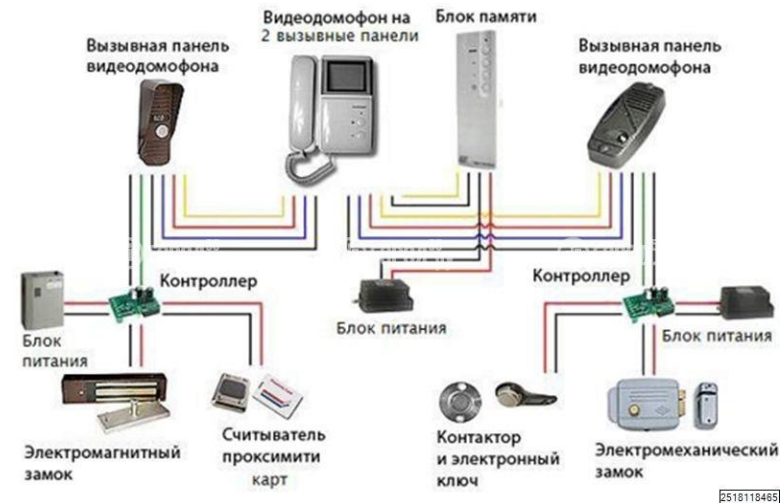 Видеодомофон на
2 вызывные панели
Блок памяти
Вызывная панель
видеодомофона
Вызывная панель
видеодомофона
Контроллер
Контроллер
Блок
питания
Блок питания
Блок питания
Электромагнитный
замок
Считыватель
проксимити
карт
Контактор
и электронный
ключ
Электромеханический
замок
2518118465